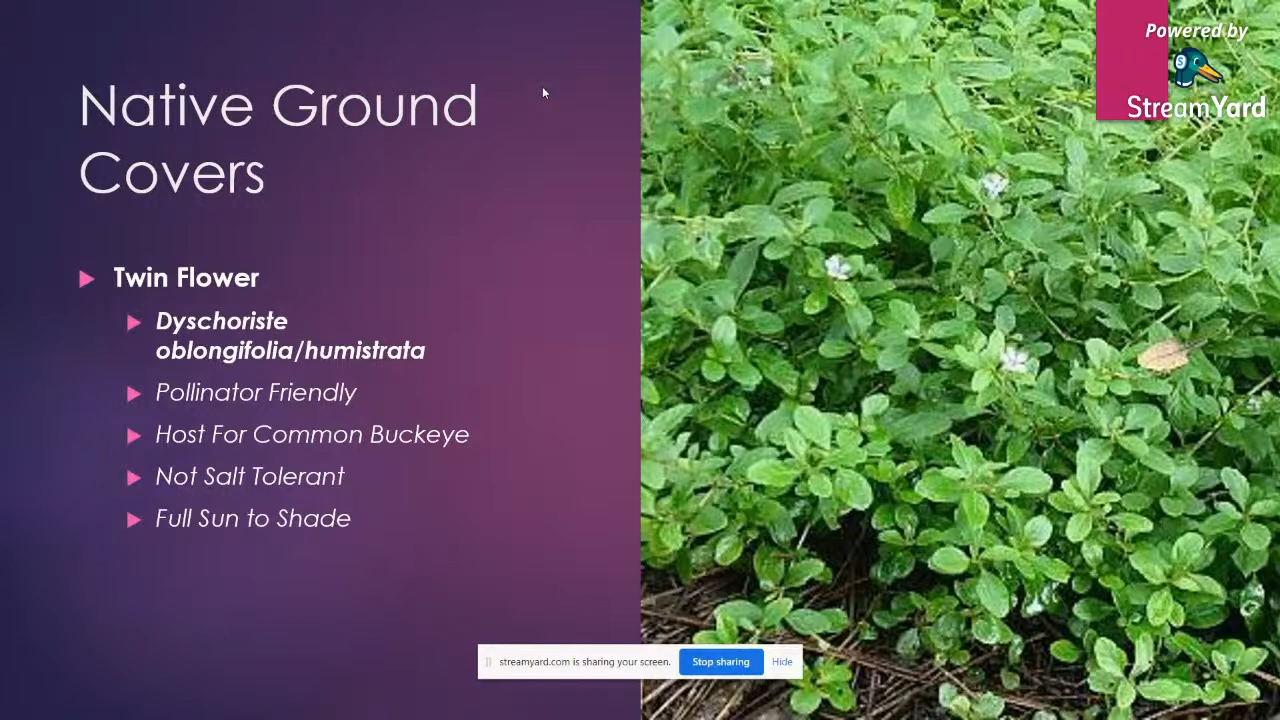 Powered by
StreamYard
Native Ground
Covers
Twin Flower
Dyschoriste
oblongifolia/humistrata
Pollinator Friendly
Host For Common Buckeye
Not Salt Tolerant
Full Sun to Shade
streamyard.com is sharing your screen. Stop sharing Hide